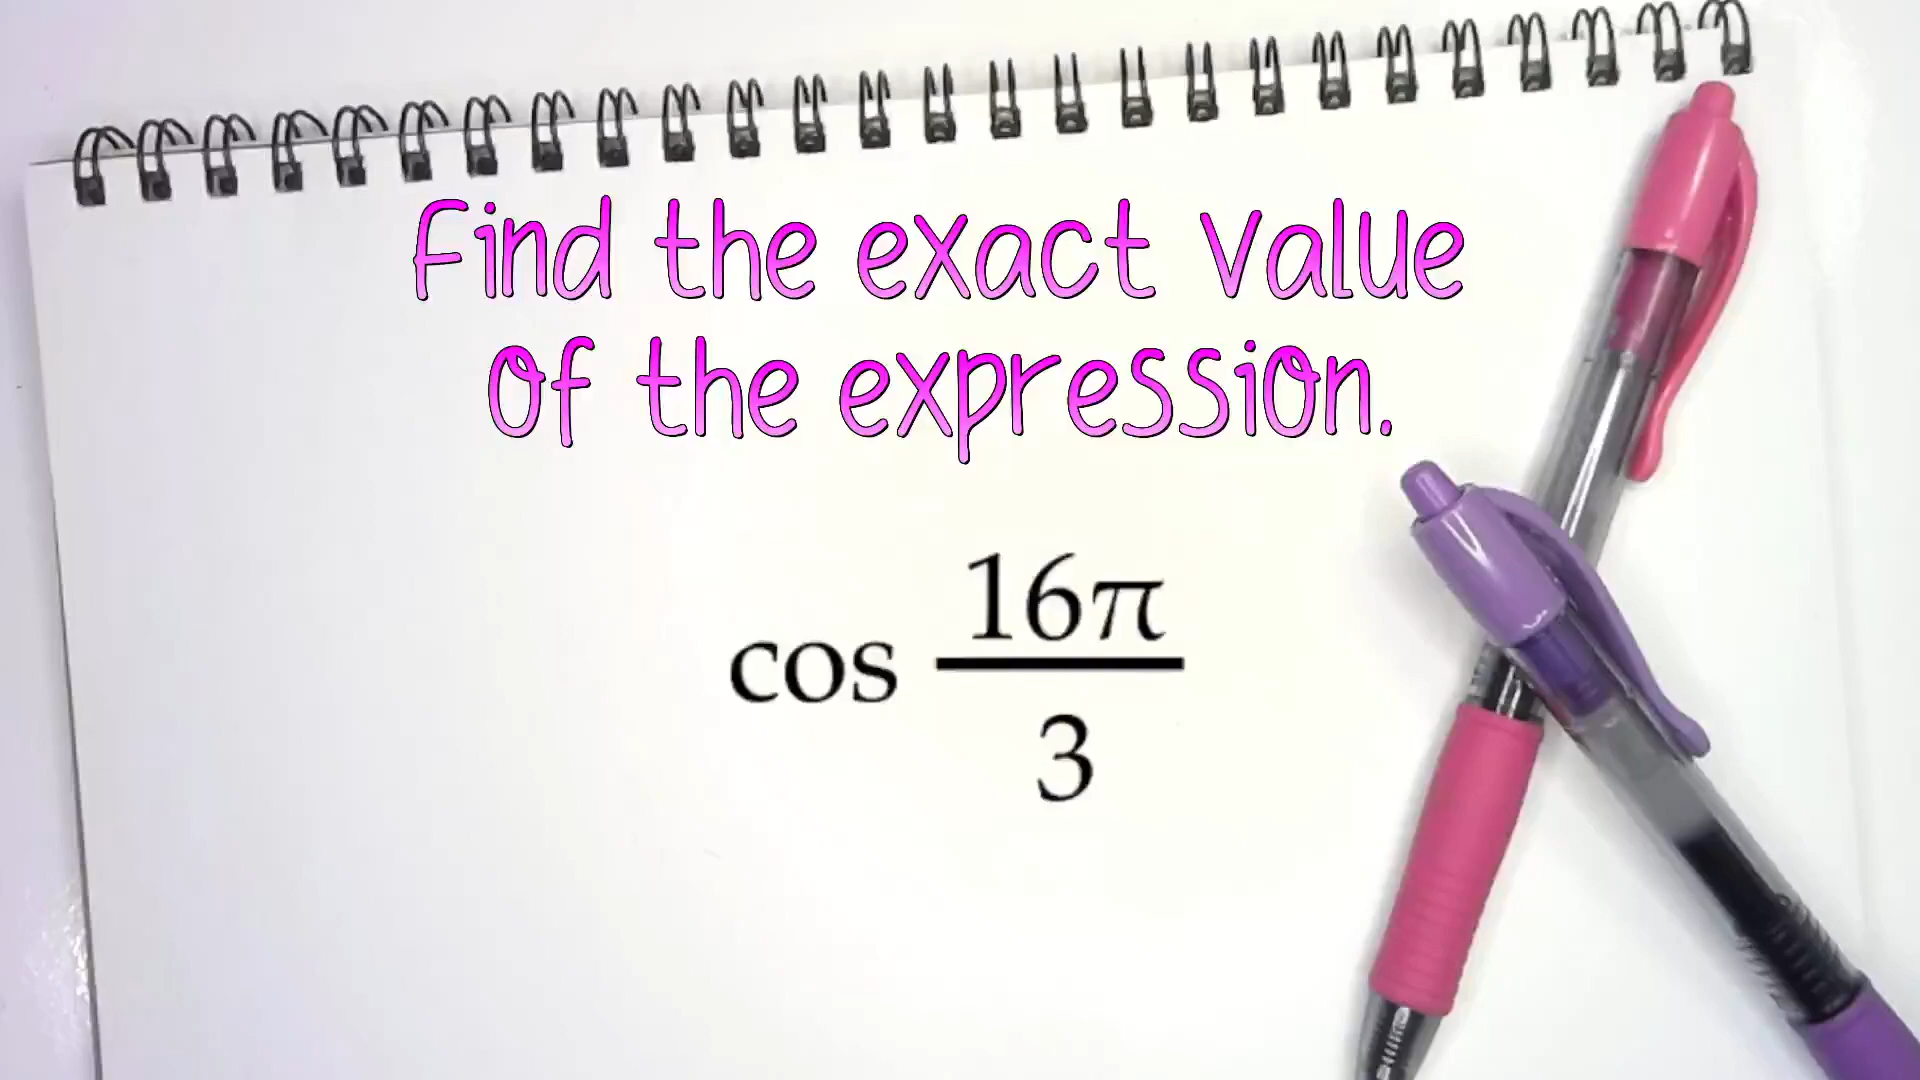 Find the exact value
of the expression.
cos 16π
3